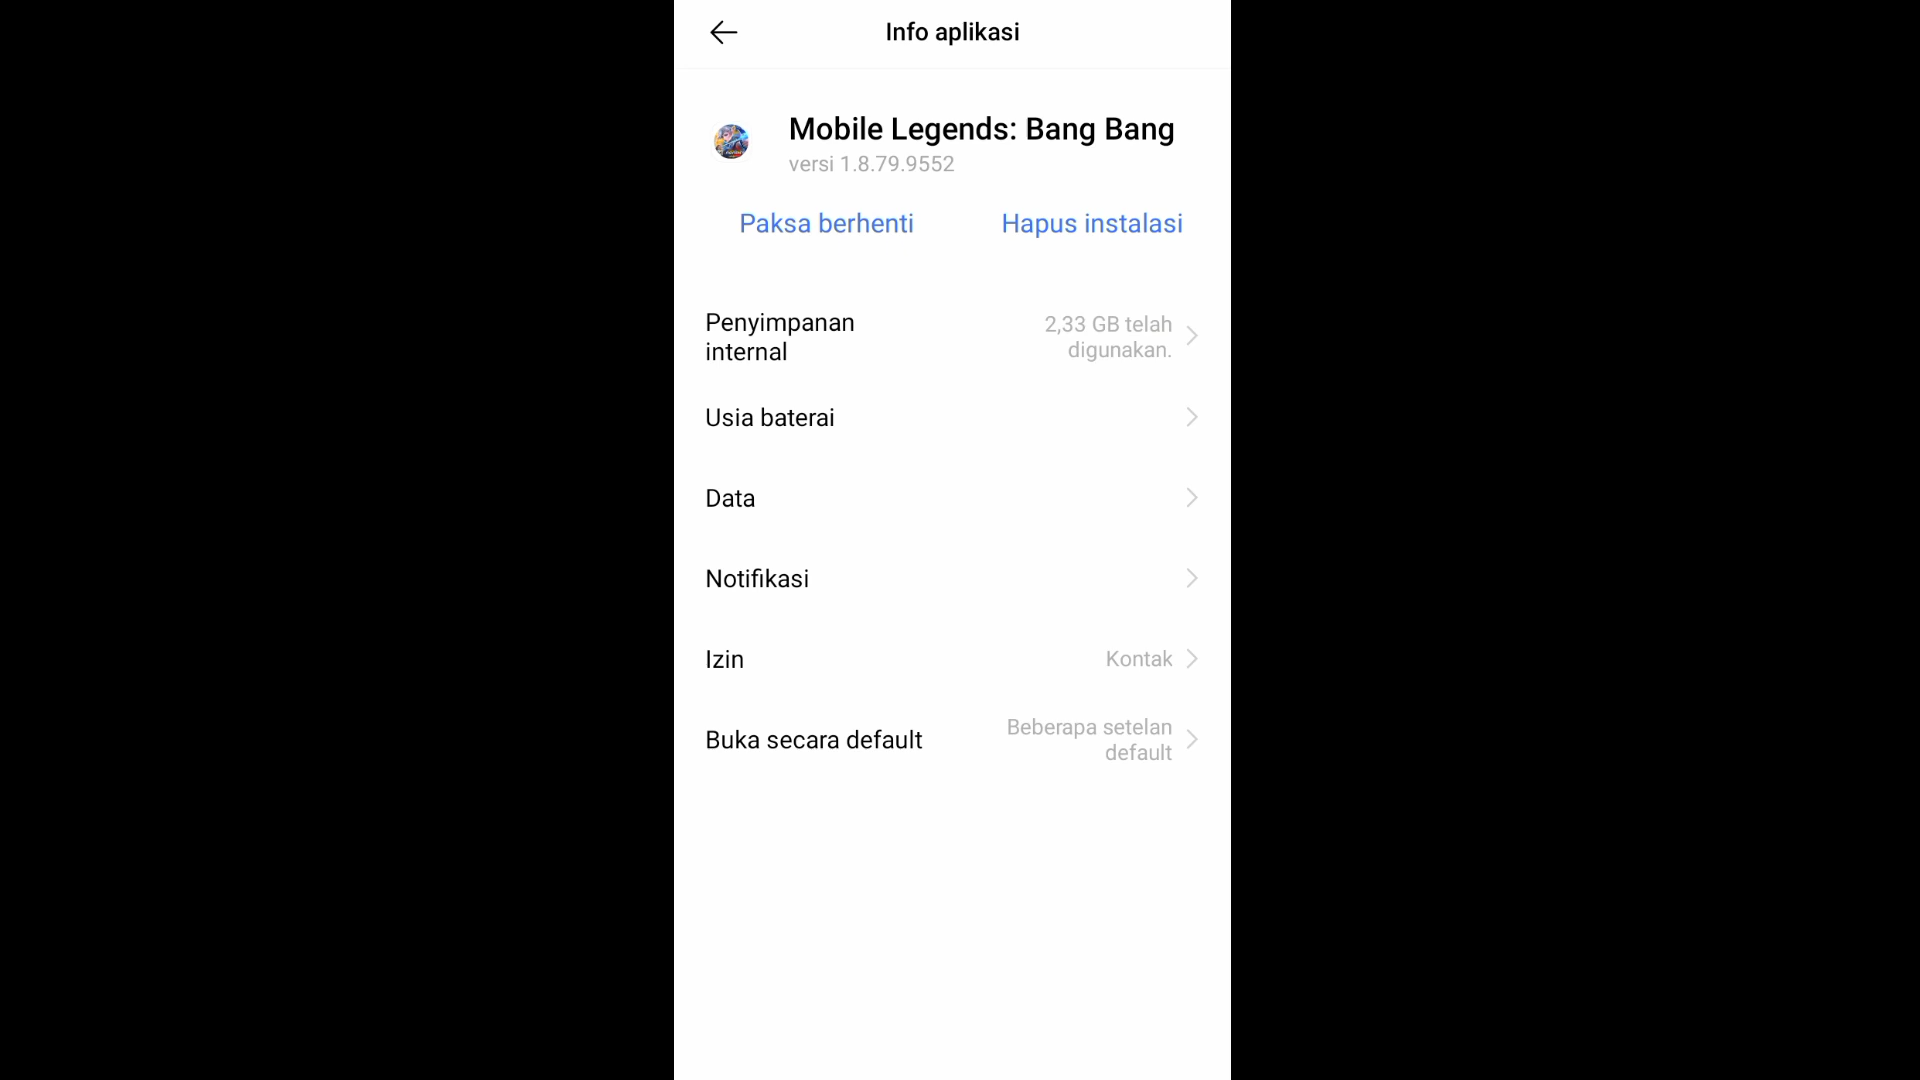 Info aplikasi
Mobile Legends: Bang Bang
versi 1.8.79.9552
Paksa berhenti
Hapus instalasi
Penyimpanan
internal
2,33 GB telah
digunakan.
Usia baterai
Data
Notifikasi
Izin
Kontak
Buka secara default
Beberapa setelan
default